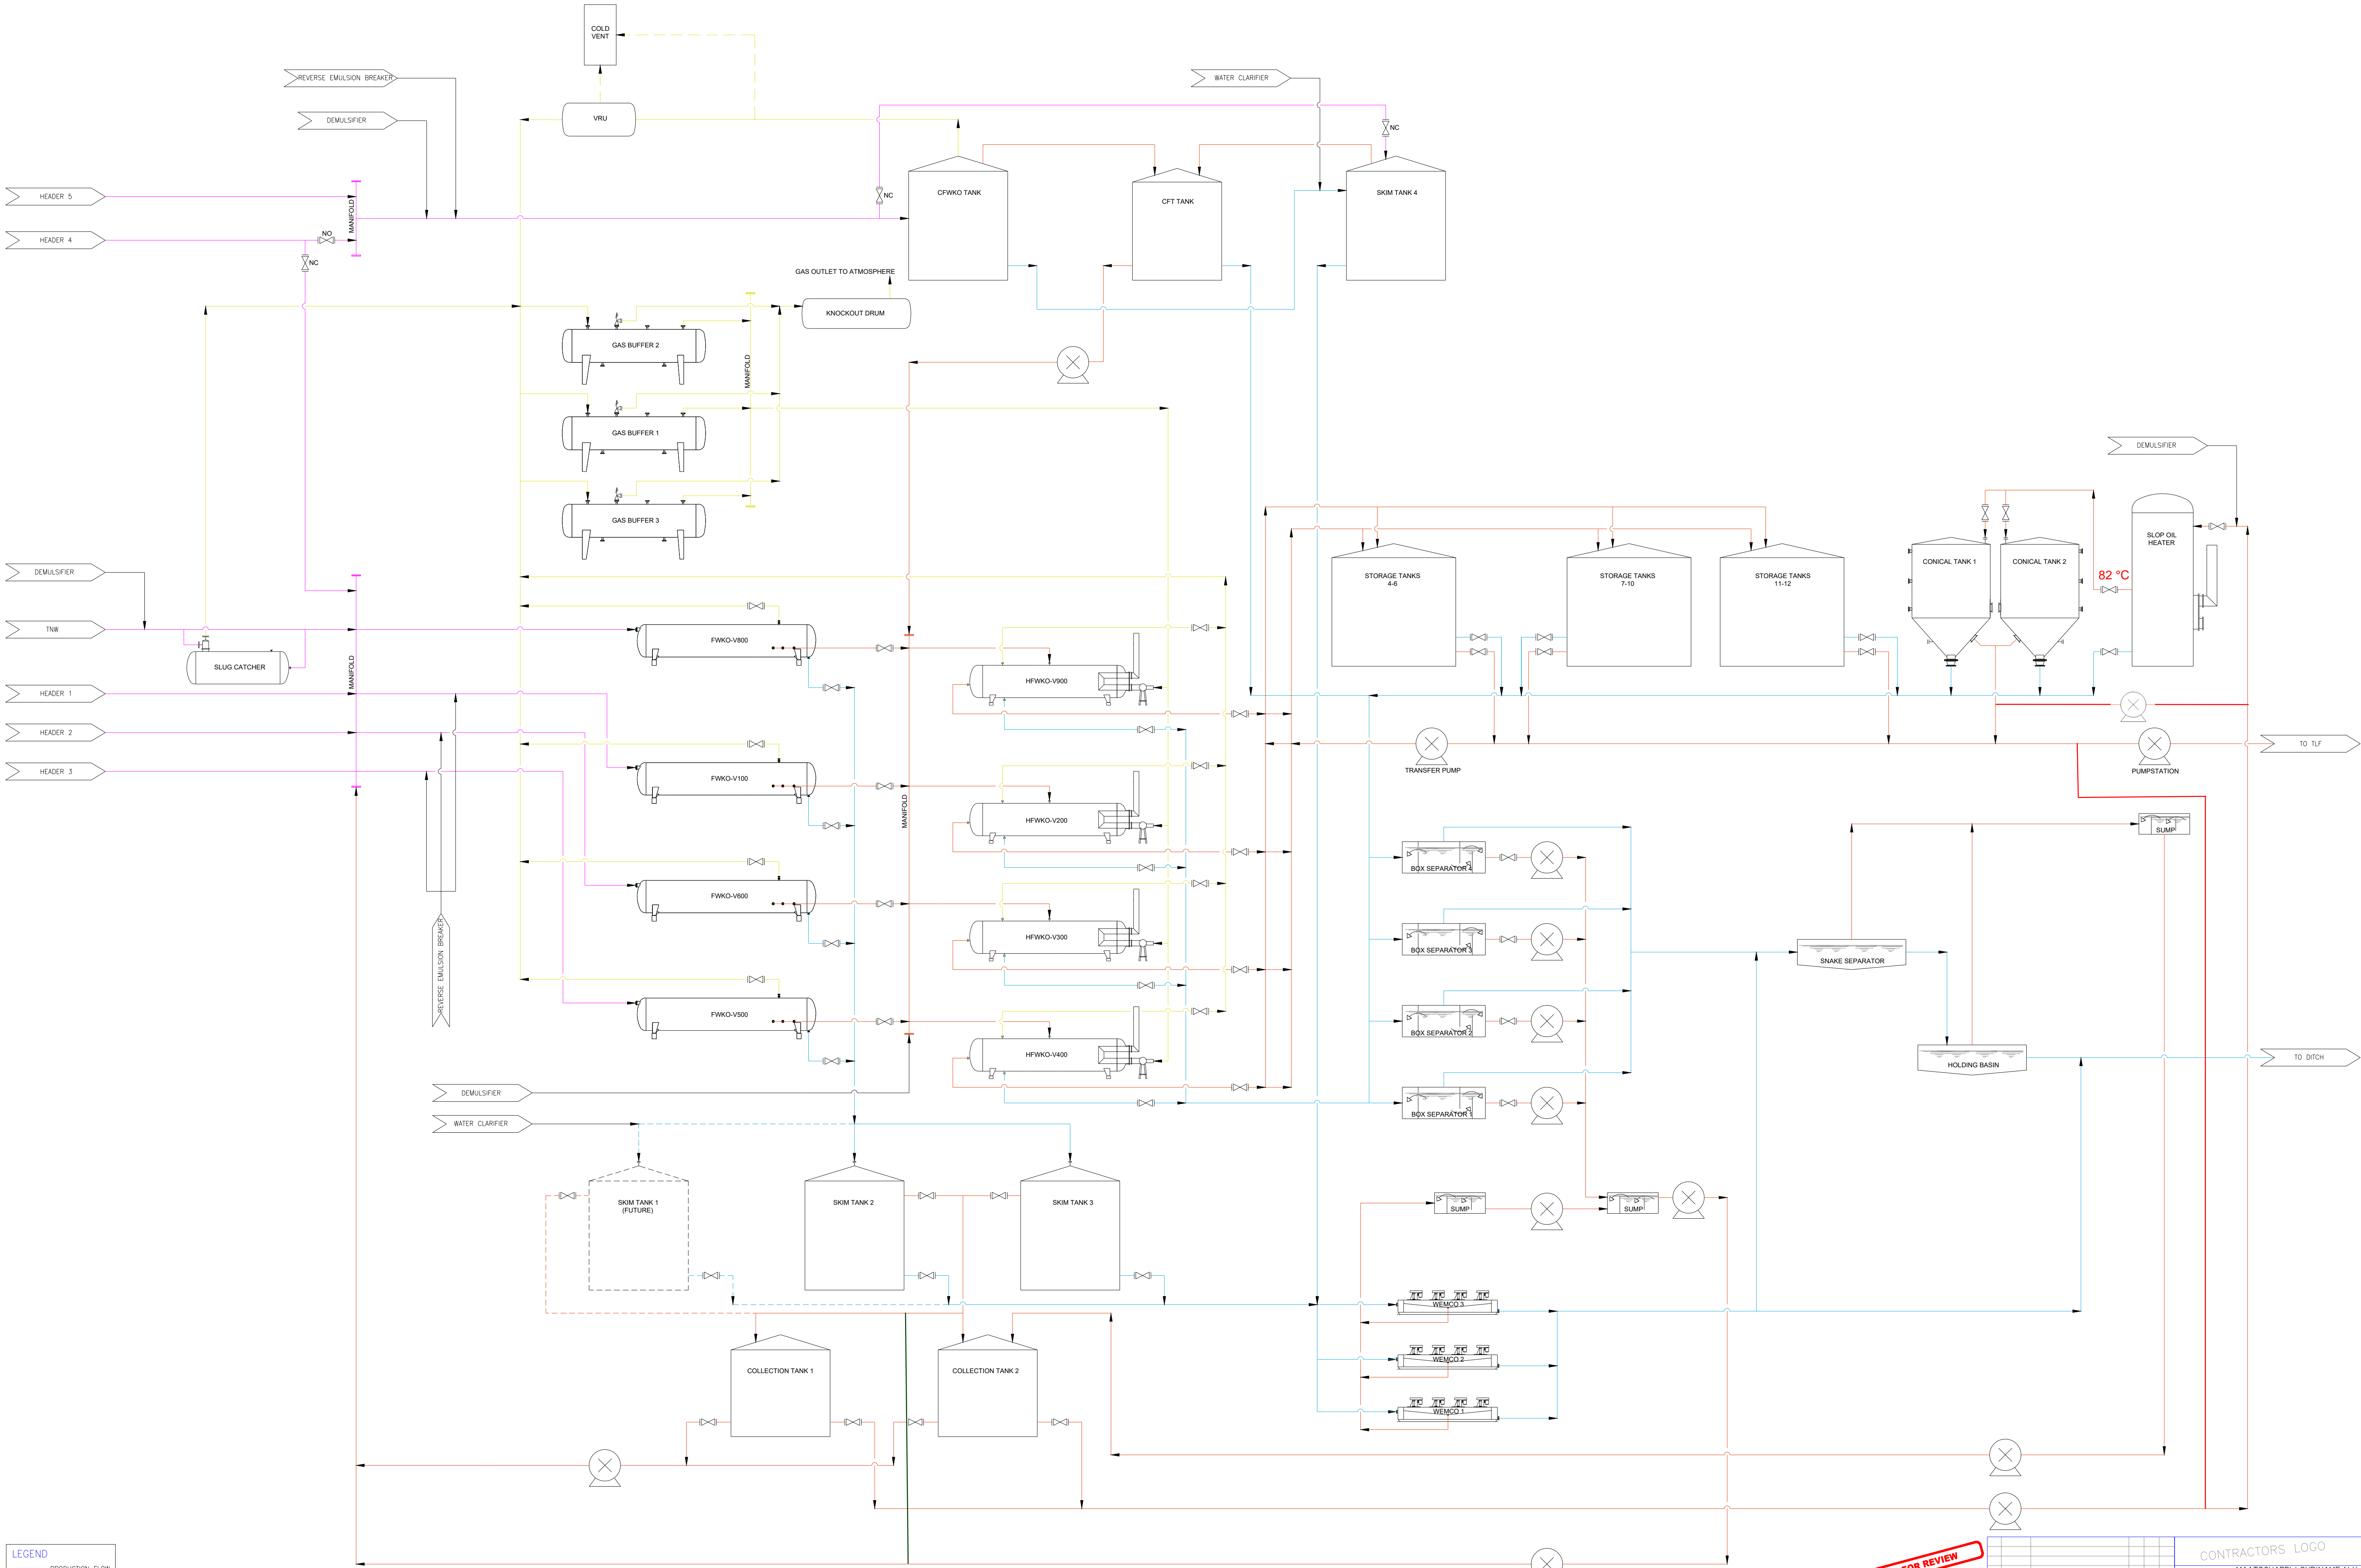 COLD
VENT
REVERSE EMULSION BREAKER
WATER CLARIFIER
DEMULSIFIER
VRU
NC
HEADER 5
MANIFOLD
NC
CFWKO TANK
CFT TANK
SKIM TANK 4
HEADER 4
NO
NC
GAS OUTLET TO ATMOSPHERE
KNOCKOUT DRUM
GAS BUFFER 2
MANIFOLD
GAS BUFFER 1
DEMULSIFIER
GAS BUFFER 3
SLOP OIL
HEATER
DEMULSIFIER
STORAGE TANKS
4-6
STORAGE TANKS
7-10
STORAGE TANKS
11-12
CONICAL TANK 1
CONICAL TANK 2
82 °C
TNW
FWKO-V800
SLUG CATCHER
MANIFOLD
HFWKO-V900
HEADER 1
HEADER 2
TO TLF
HEADER 3
TRANSFER PUMP
PUMPSTATION
FWKO-V100
MANIFOLD
HFWKO-V200
SUMP
BOX SEPARATOR 4
FWKO-V600
HFWKO-V300
BOX SEPARATOR 3
REVERSE EMULSION BREAKER
SNAKE SEPARATOR
FWKO-V500
BOX SEPARATOR 2
HFWKO-V400
TO DITCH
HOLDING BASIN
DEMULSIFIER
BOX SEPARATOR 1
WATER CLARIFIER
SKIM TANK 1
(FUTURE)
SKIM TANK 2
SKIM TANK 3
SUMP
SUMP
WEMCO 3
WEMCO 2
COLLECTION TANK 1
COLLECTION TANK 2
WEMCO 1
LEGEND
FOR REVIEW
CONTRACTORS LOGO